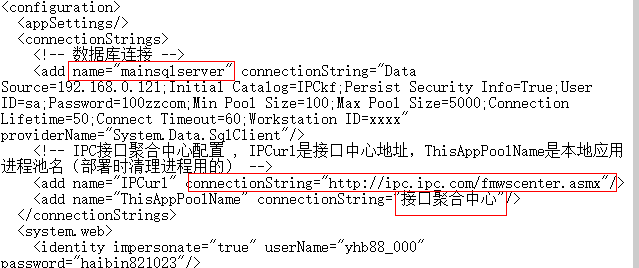 <configuration>
<appSettings/>
<connectionStrings>
<!-- 数据库连接 -->
<add name="mainsqlserver" connectionString="Data
Source=192.168.0.121;Initial Catalog=IPCkf;Persist Security Info=True;User
ID=sa;Password=100zzcom;Min Pool Size=100;Max Pool Size=5000;Connection
Lifetime=50;Connect Timeout=60;Workstation ID=xxxx"
providerName="System.Data.SqlClient"/>
<!-- IPC接口聚合中心配置 , IPCurl是接口中心地址，ThisAppPoolName是本地应用
进程池名（部署时清理进程用的） -->
<add name="IPCurl" connectionString="http://ipc.ipc.com/fmwscenter.asmx"/>
<add name="ThisAppPoolName" connectionString="接口聚合中心"/>
</connectionStrings>
<system.web>
<identity impersonate="true" userName="yhb88_000"
password="haibin821023"/>